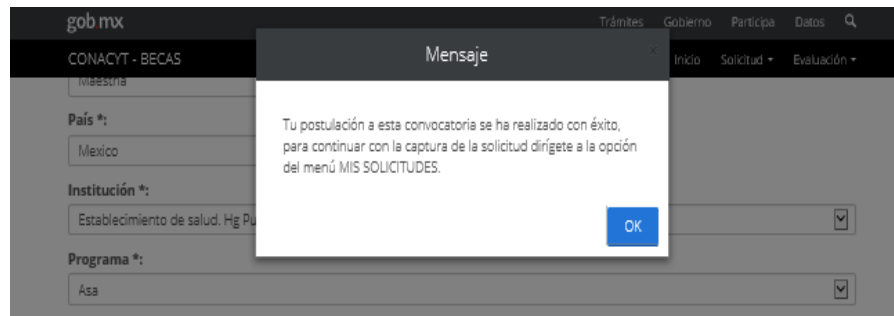 gob.mx
Trámites Gobierno Participa Datos
CONACYT - BECAS
Inicio Solicitud Evaluación
Mensaje
×
Maestría
Tu postulación a esta convocatoria se ha realizado con éxito,
para continuar con la captura de la solicitud dirígete a la opción
del menú MIS SOLICITUDES.
OK
País *:
Mexico
Institución *:
Establecimiento de salud. Hg Pu
Programa *:
Asa